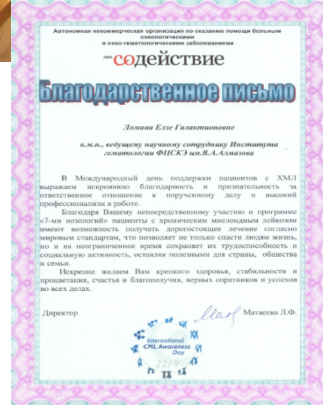 Автономная некоммерческая организация по оказанию помощи больным
онкологическими
и онко-гематологическими заболеваниями
АНО содействие
Благодарственное письмо
Ломаиа Елзе Галактионовне
к.м.н., ведущему научному сотруднику Института
гематологии ФЦСКЭ им.В.А.Алмазова
В Международный день поддержки пациентов с ХМЛ
выражаем искреннюю благодарность и признательность за
ответственное отношение к порученному делу и высокий
профессионализм в работе.
Благодаря Вашему непосредственному участию и программе
«7-ми нозологий» пациенты с хроническим миелоидным лейкозом
имеют возможность получать дорогостоящее лечение согласно
мировым стандартам, что позволяет не только спасти людям жизнь,
но и на неограниченное время сохраняет их трудоспособность и
социальную активность, оставляя полезными для страны, общества
и семьи.
Искренне желаем Вам крепкого здоровья, стабильности и
процветания, счастья и благополучия, верных соратников и успехов
во всех делах.
Директор Матвеева Л.Ф.
International
CML Awareness
Day
22/9